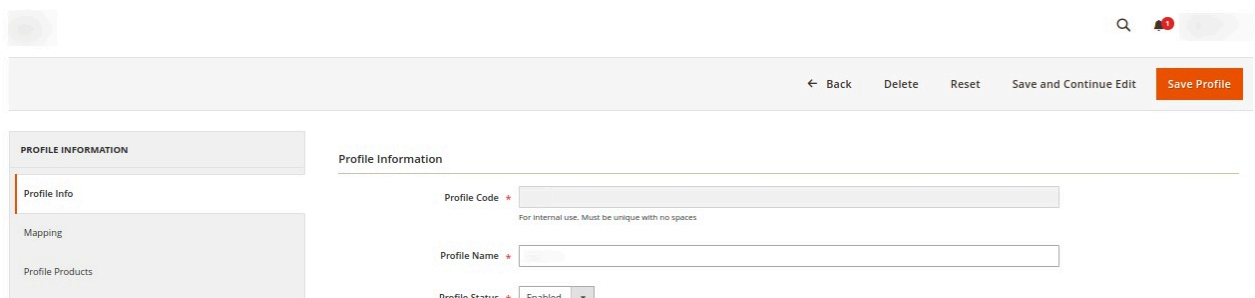 1
← Back Delete Reset Save and Continue Edit Save Profile
PROFILE INFORMATION
Profile Info
Mapping
Profile Products
Profile Information
Profile Code *
For internal use. Must be unique with no spaces
Profile Name *
Profile Status * Enabled